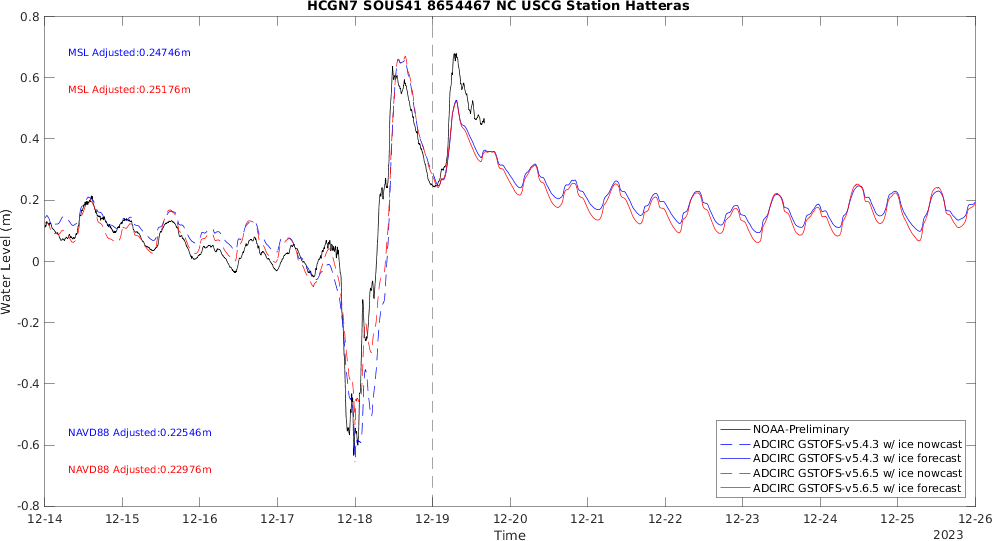 HCGN7 SOUS41 8654467 NC USCG Station Hatteras
0.8
0.6
0.4
0.2
0
-0.2
-0.4
-0.6
-0.8
Water Level (m)
MSL Adjusted:0.24746m
MSL Adjusted:0.25176m
NAVD88 Adjusted:0.22546m
NAVD88 Adjusted:0.22976m
NOAA-Preliminary
ADCIRC GSTOFS-v5.4.3 w/ ice nowcast
ADCIRC GSTOFS-v5.4.3 w/ ice forecast
ADCIRC GSTOFS-v5.6.5 w/ ice nowcast
ADCIRC GSTOFS-v5.6.5 w/ ice forecast
12-14 12-15 12-16 12-17 12-18 12-19 12-20 12-21 12-22 12-23 12-24 12-25 12-26
Time
2023